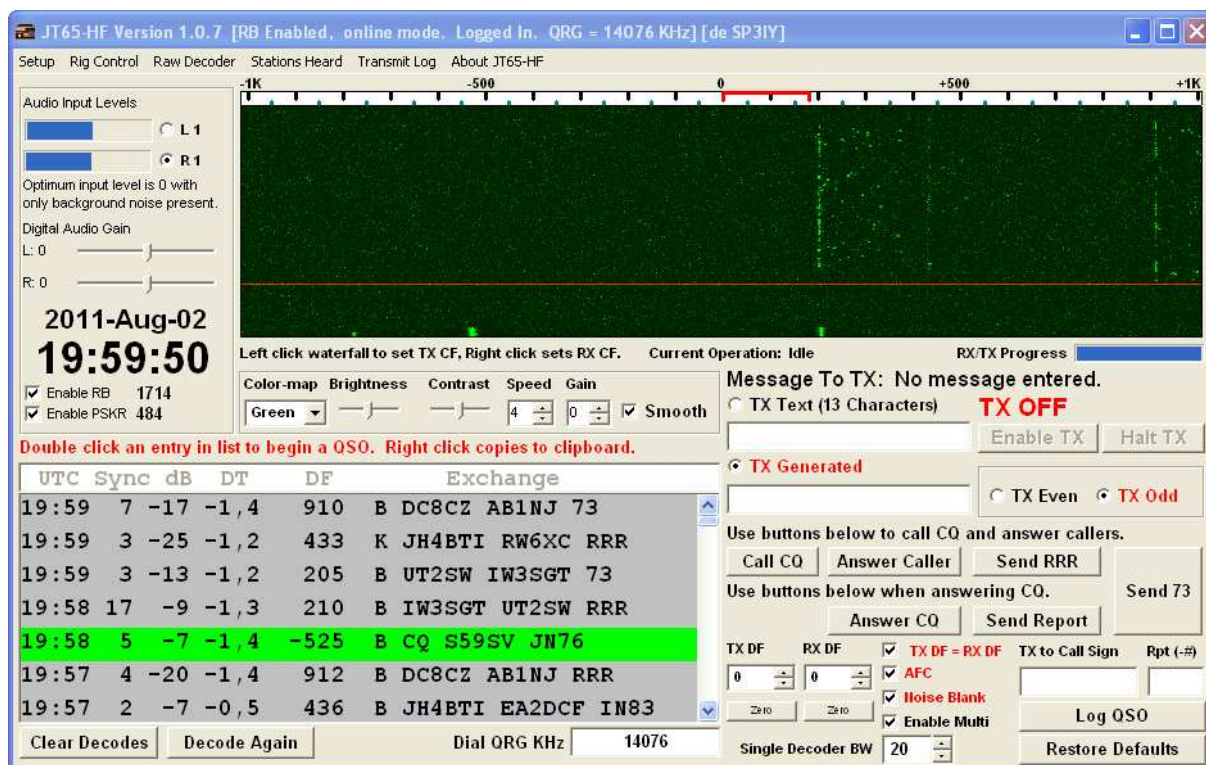 JT65-HF Version 1.0.7 [RB Enabled, online mode. Logged In. QRG = 14076 KHz] [de SP3IY]
Setup Rig Control Raw Decoder Stations Heard Transmit Log About JT65-HF
-1K -500 0 +500 +1K
Audio Input Levels
L 1
R 1
Optimum input level is 0 with
only background noise present.
Digital Audio Gain
L: 0
R: 0
2011-Aug-02
19:59:50
Enable RB 1714
Enable PSKR 484
Left click waterfall to set TX CF, Right click sets RX CF. Current Operation: Idle RX/TX Progress
Color-map Brightness Contrast Speed Gain
Green 4 0 Smooth
Double click an entry in list to begin a QSO. Right click copies to clipboard.
UTC Sync dB DT DF Exchange
19:59 7 -17 -1,4 910 B DC8CZ AB1NJ 73
19:59 3 -25 -1,2 433 K JH4BTI RW6XC RRR
19:59 3 -13 -1,2 205 B UT2SW IW3SGT 73
19:58 17 -9 -1,3 210 B IW3SGT UT2SW RRR
19:58 5 -7 -1,4 -525 B CQ S59SV JN76
19:57 4 -20 -1,4 912 B DC8CZ AB1NJ RRR
19:57 2 -7 -0,5 436 B JH4BTI EA2DCF IN83
Clear Decodes Decode Again Dial QRG KHz 14076
Message To TX: No message entered.
TX Text (13 Characters) TX OFF
Enable TX Halt TX
TX Generated
TX Even TX Odd
Use buttons below to call CQ and answer callers.
Call CQ Answer Caller Send RRR
Send 73
Use buttons below when answering CQ.
Answer CQ Send Report
TX DF RX DF TX DF = RX DF TX to Call Sign Rpt (-#)
0 0 AFC
Noise Blank
Zero Zero Enable Multi Log QSO
Single Decoder BW 20 Restore Defaults